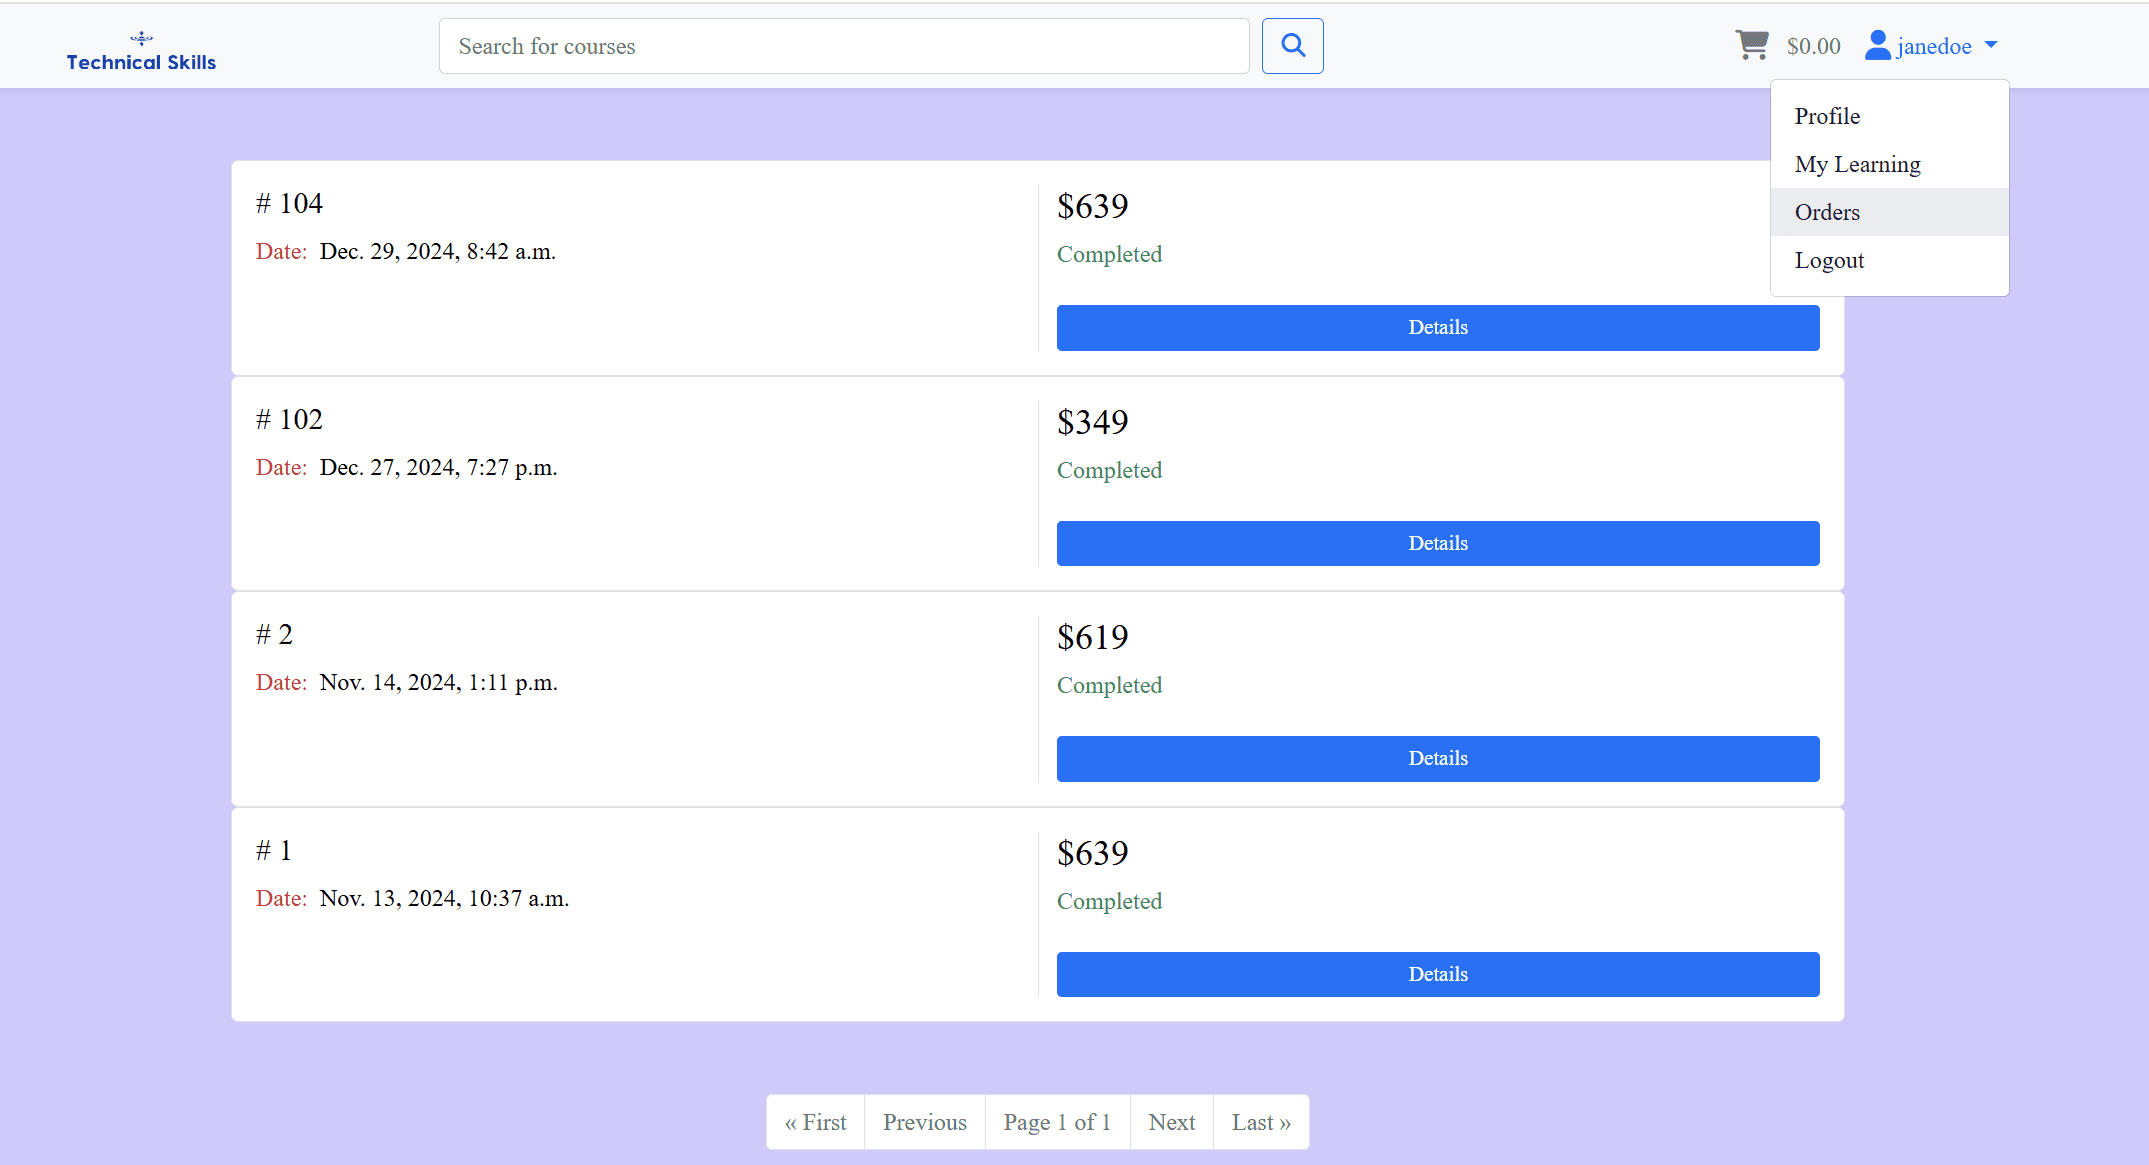 Technical Skills
Search for courses
$0.00
janedoe
Profile
My Learning
Orders
Logout
# 104
Date: Dec. 29, 2024, 8:42 a.m.
$639
Completed
Details
# 102
Date: Dec. 27, 2024, 7:27 p.m.
$349
Completed
Details
# 2
Date: Nov. 14, 2024, 1:11 p.m.
$619
Completed
Details
# 1
Date: Nov. 13, 2024, 10:37 a.m.
$639
Completed
Details
« First Previous Page 1 of 1 Next Last »